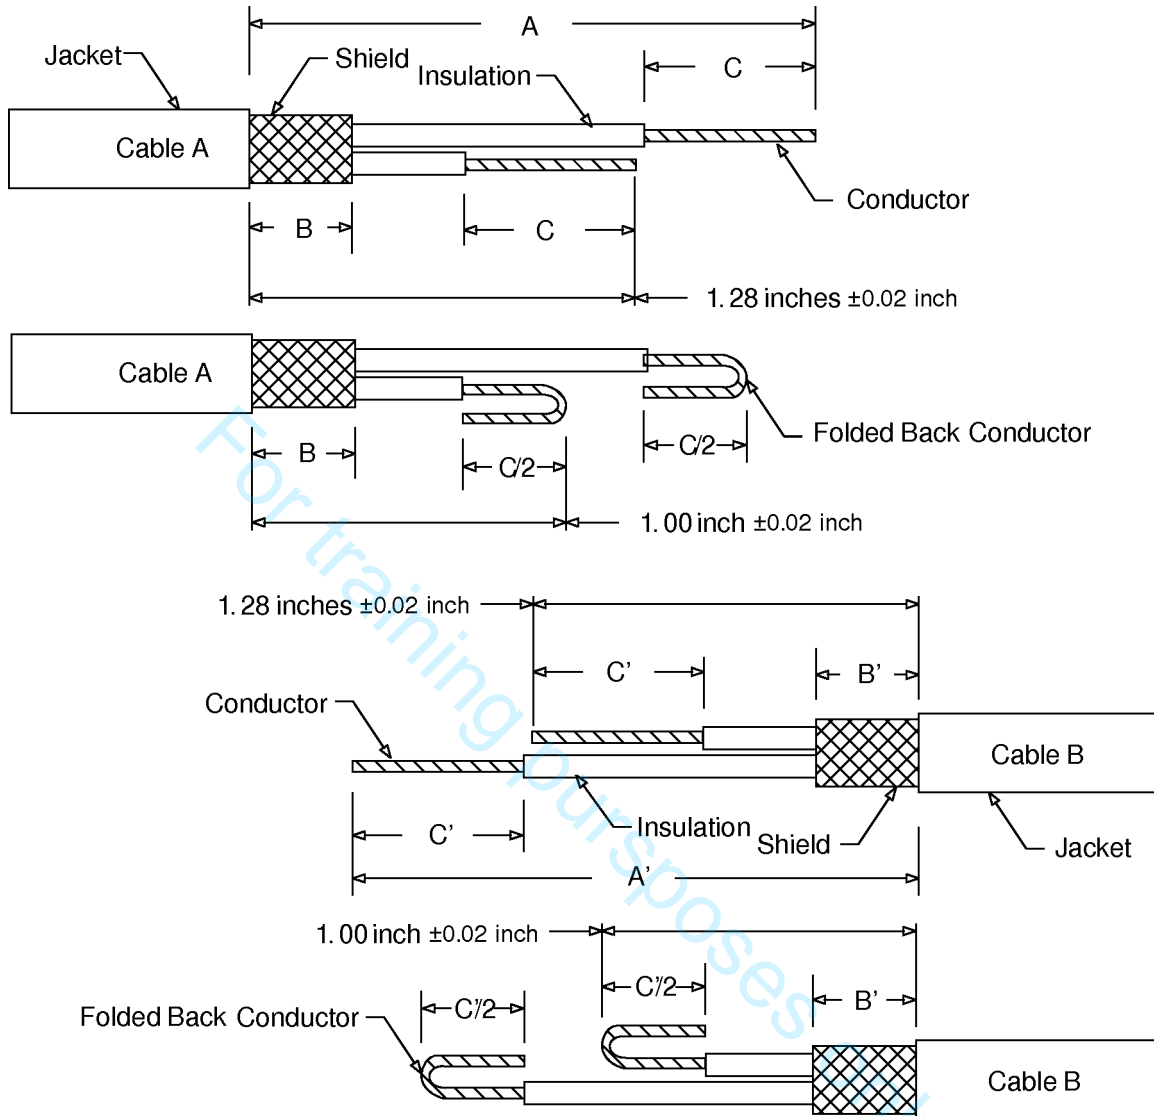 A
Jacket
Shield
Insulation
C
Cable A
Conductor
B
C
1.28 inches ±0.02 inch
Cable A
Folded Back Conductor
B
C/2
C/2
1.00 inch ±0.02 inch
1.28 inches ±0.02 inch
C’
B’
Conductor
Cable B
Insulation
C’
Shield
Jacket
A’
1.00 inch ±0.02 inch
C’/2
C’/2
B’
Folded Back Conductor
Cable B
For training pursposes